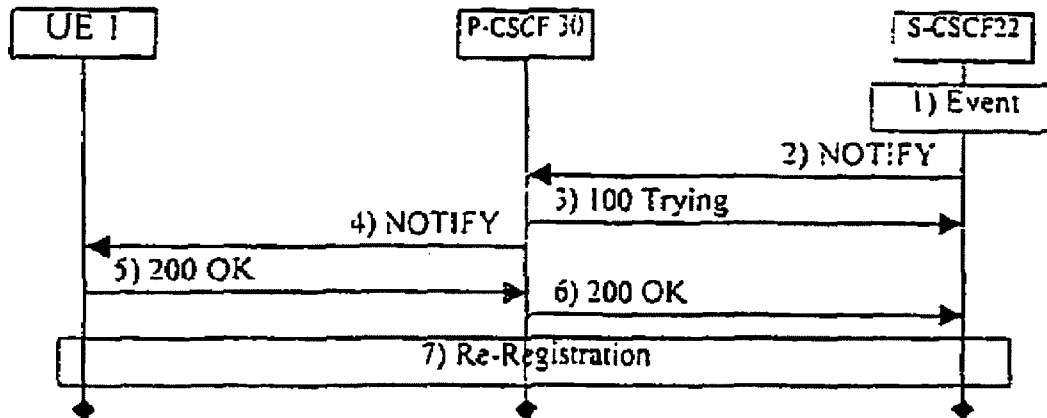 UE 1
P-CSCF 30
S-CSCF22
1) Event
2) NOTIFY
3) 100 Trying
4) NOTIFY
5) 200 OK
6) 200 OK
7) Re-Registration